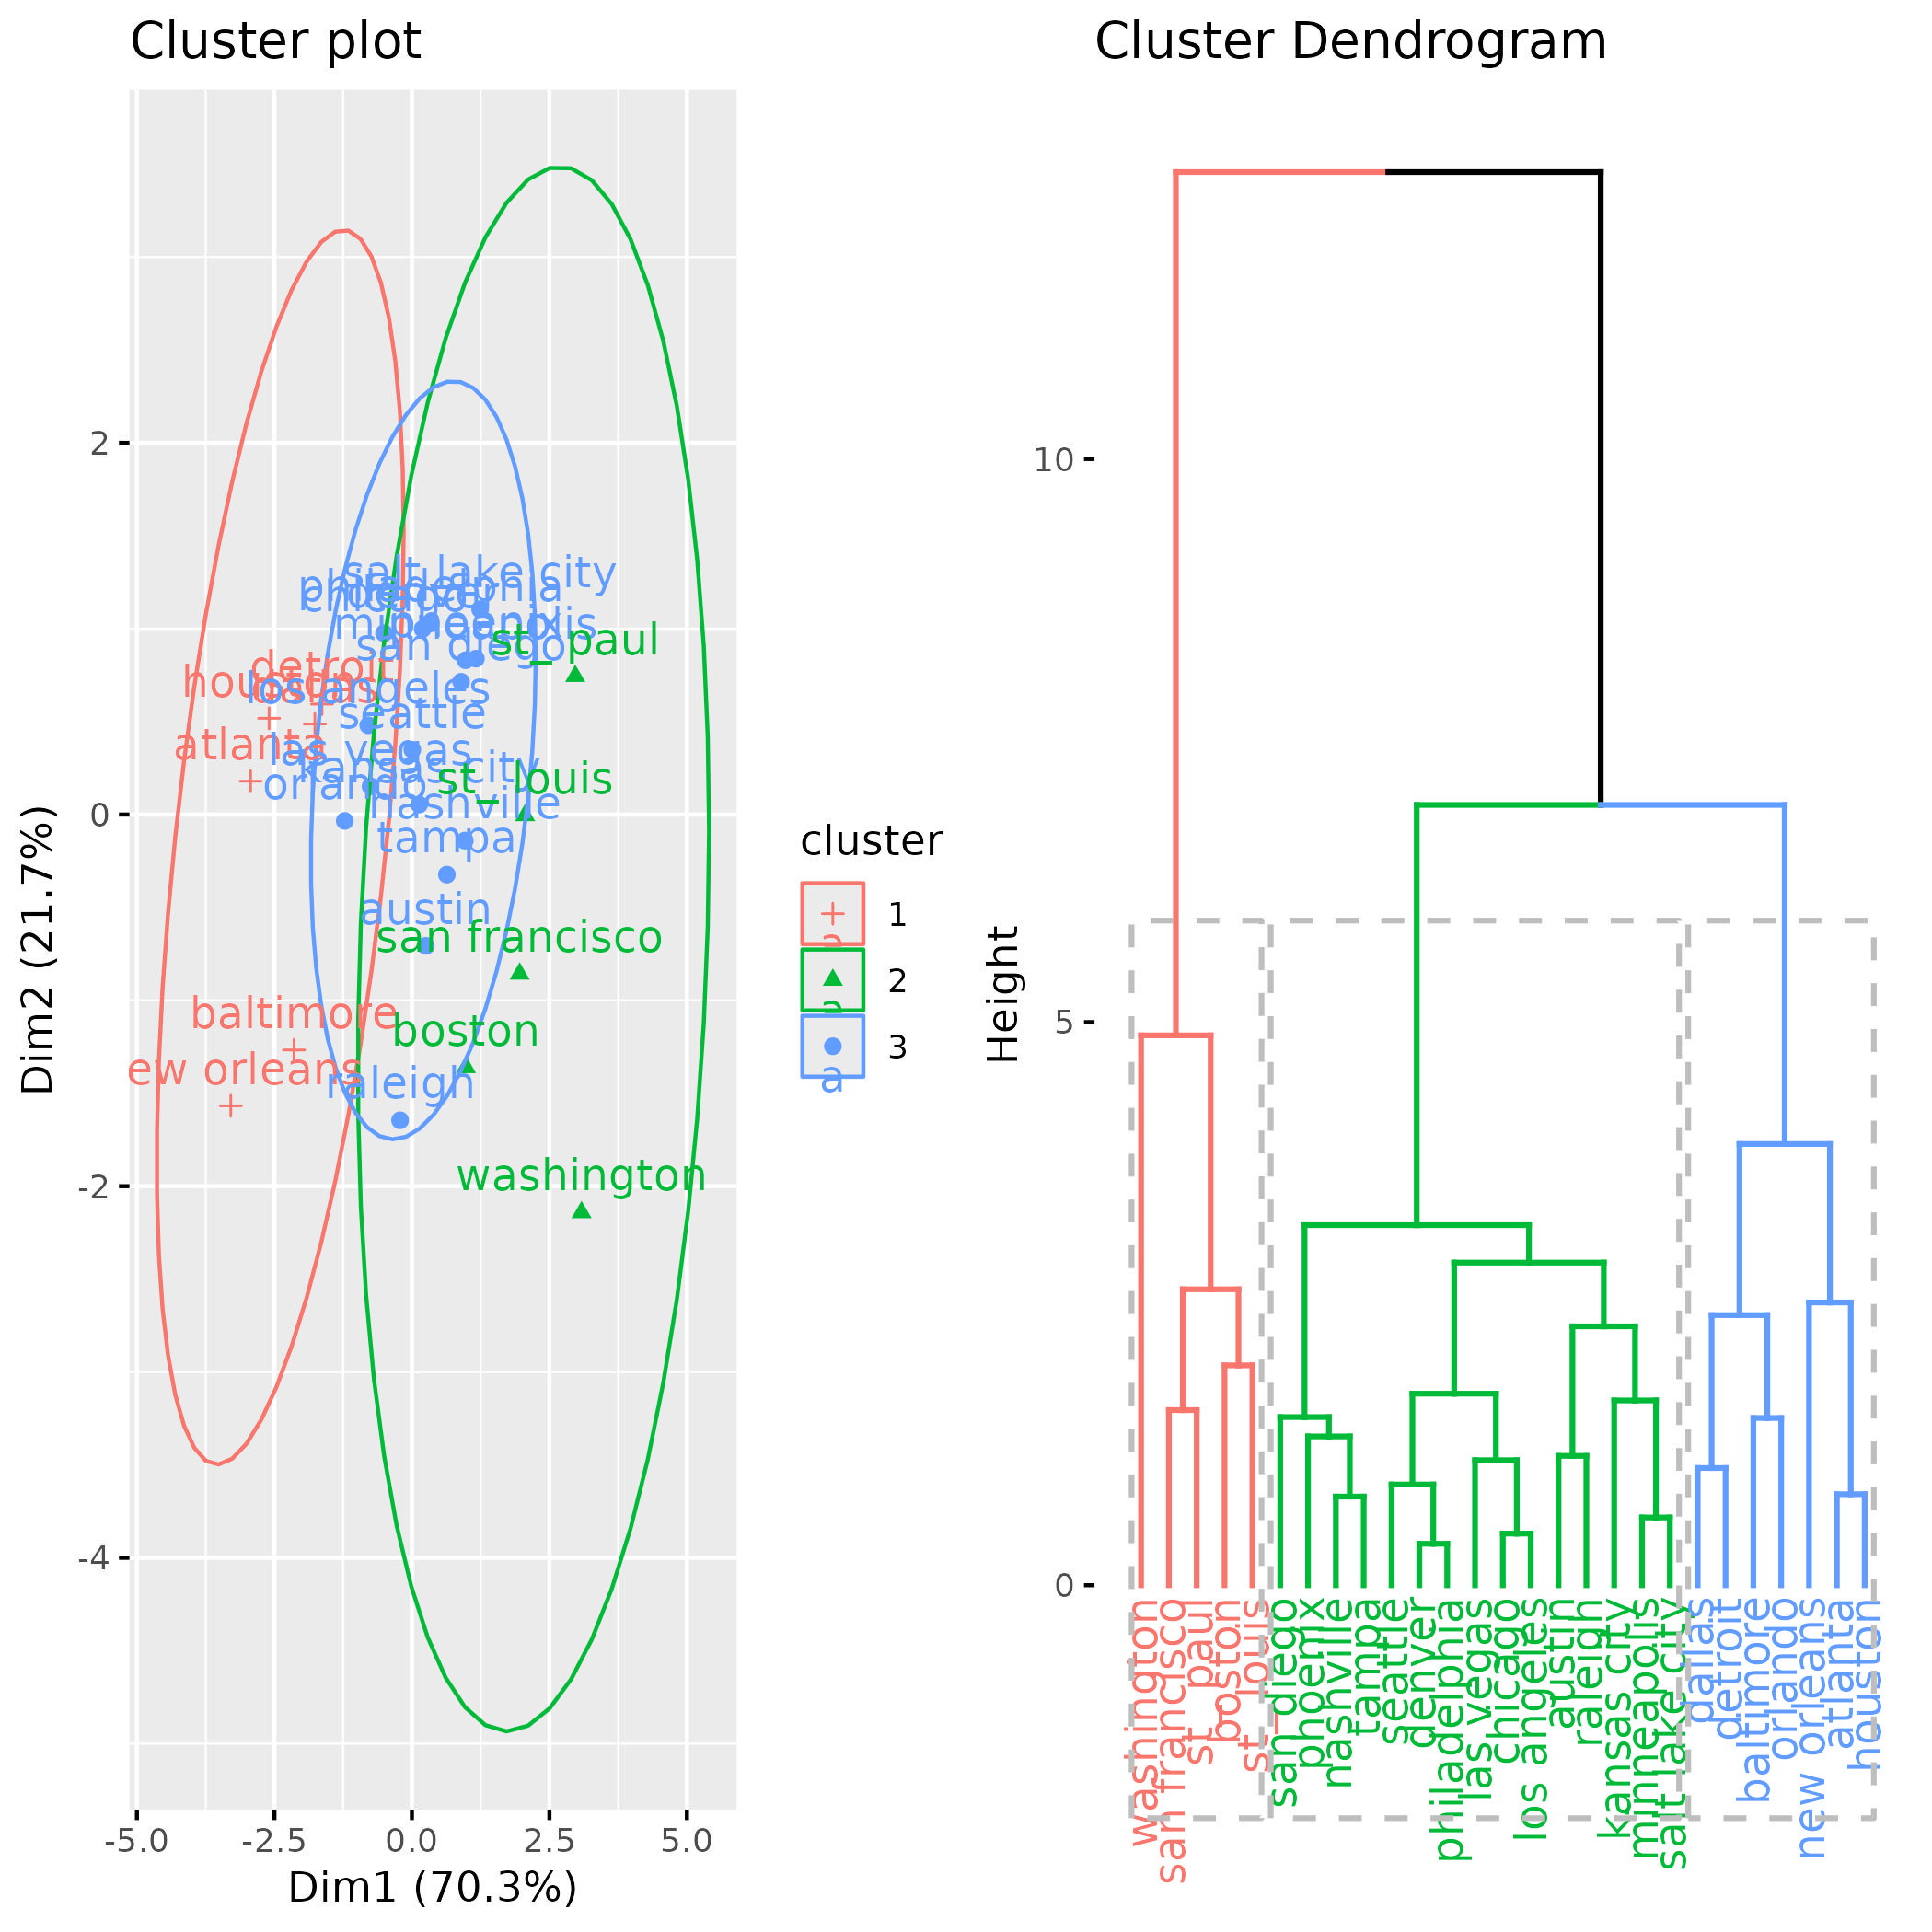 Cluster plot
salt lake city
philadelphia
denver
chicago
minneapolis
phoenix
san diego
st_paul
detroit
houston
dallas
los angeles
seattle
atlanta
las vegas
kansas city
st_louis
orlando
nashville
tampa
austin
san francisco
baltimore
boston
ew orleans
raleigh
washington
2
0
-2
-4
-5.0
-2.5
0.0
2.5
5.0
Dim1 (70.3%)
Dim2 (21.7%)
cluster
a
1
a
2
a
3
Cluster Dendrogram
10
5
0
Height
washington
san francisco
st_paul
boston
st_louis
san diego
phoenix
nashville
tampa
seattle
denver
philadelphia
las vegas
chicago
los angeles
austin
raleigh
kansas city
minneapolis
salt lake city
dallas
detroit
baltimore
orlando
new orleans
atlanta
houston